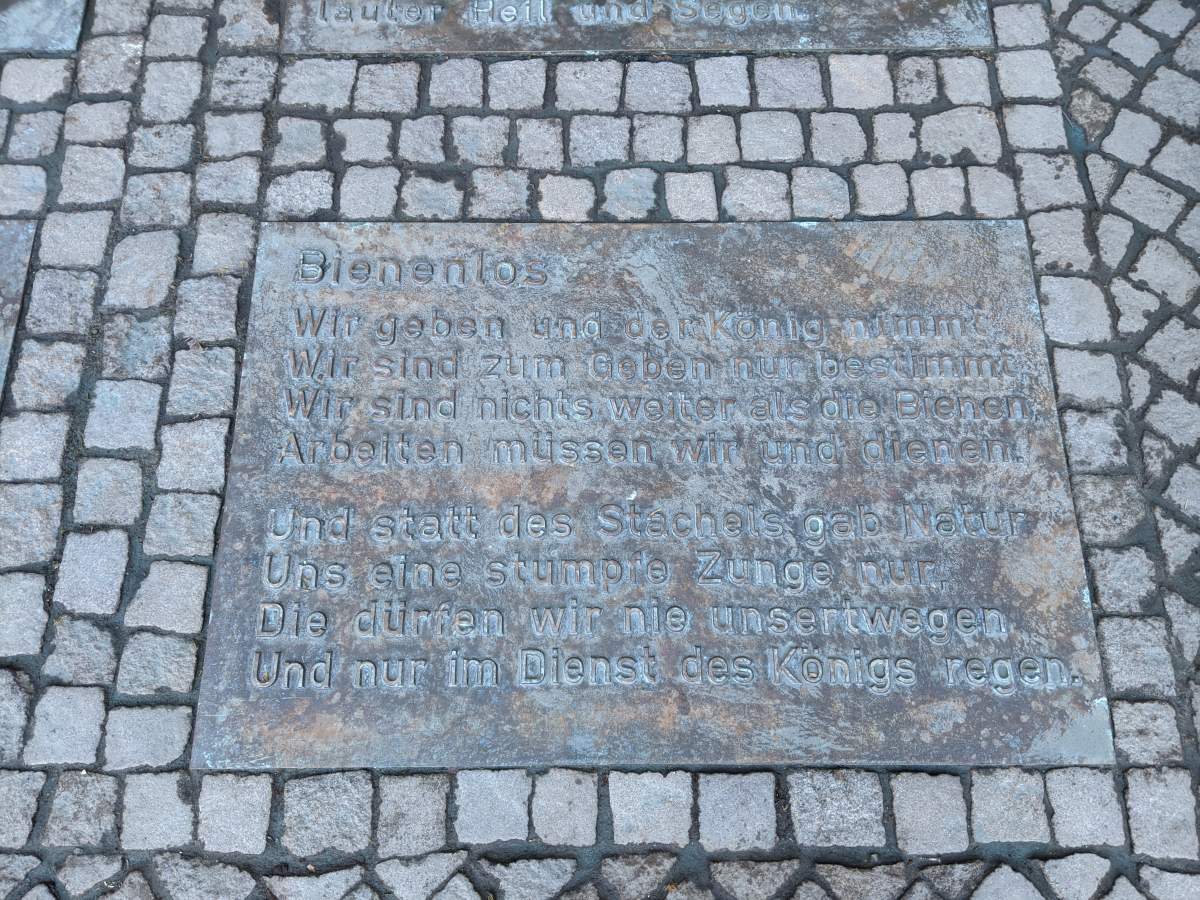 lauter Heil und Segen.
Bienenlos
Wir geben und der König nimmt.
Wir sind zum Geben nur bestimmt,
Wir sind nichts weiter als die Bienen,
Arbeiten müssen wir und dienen.
Und statt des Stachels gab Natur
Uns eine stumpfe Zunge nur,
Die dürfen wir nie unsertwegen
Und nur im Dienst des Königs regen.